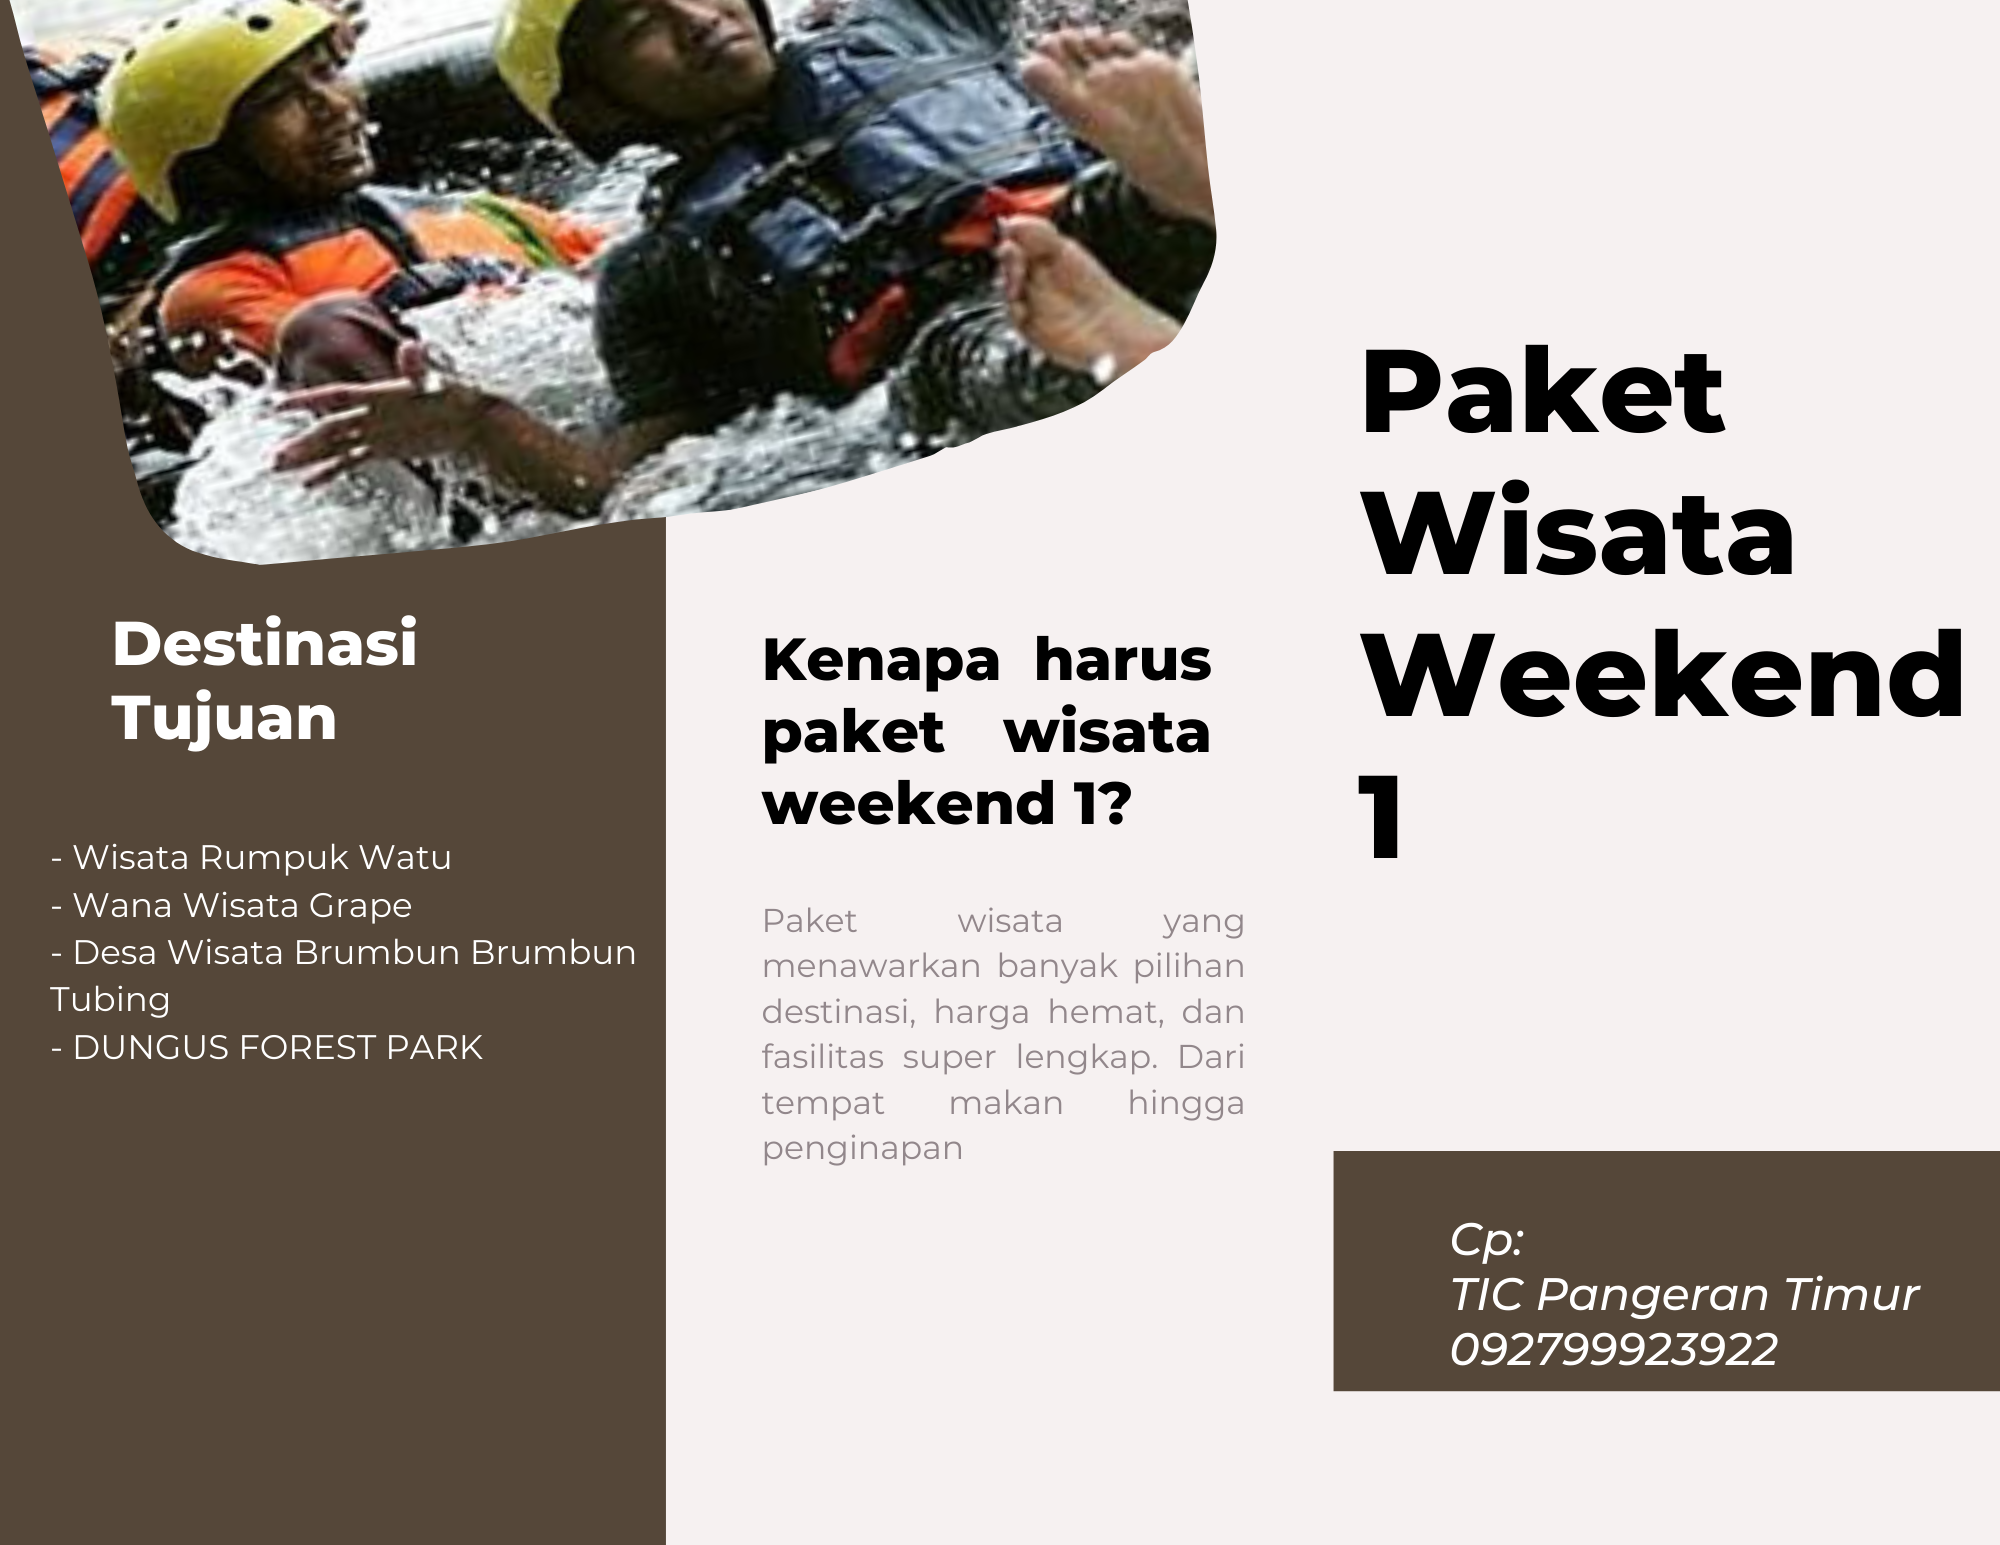 Destinasi
Tujuan
- Wisata Rumpuk Watu
- Wana Wisata Grape
- Desa Wisata Brumbun Brumbun
Tubing
- DUNGUS FOREST PARK
Kenapa harus
paket wisata
weekend 1?
Paket wisata yang
menawarkan banyak pilihan
destinasi, harga hemat, dan
fasilitas super lengkap. Dari
tempat makan hingga
penginapan
Paket
Wisata
Weekend
1
Cp:
TIC Pangeran Timur
092799923922